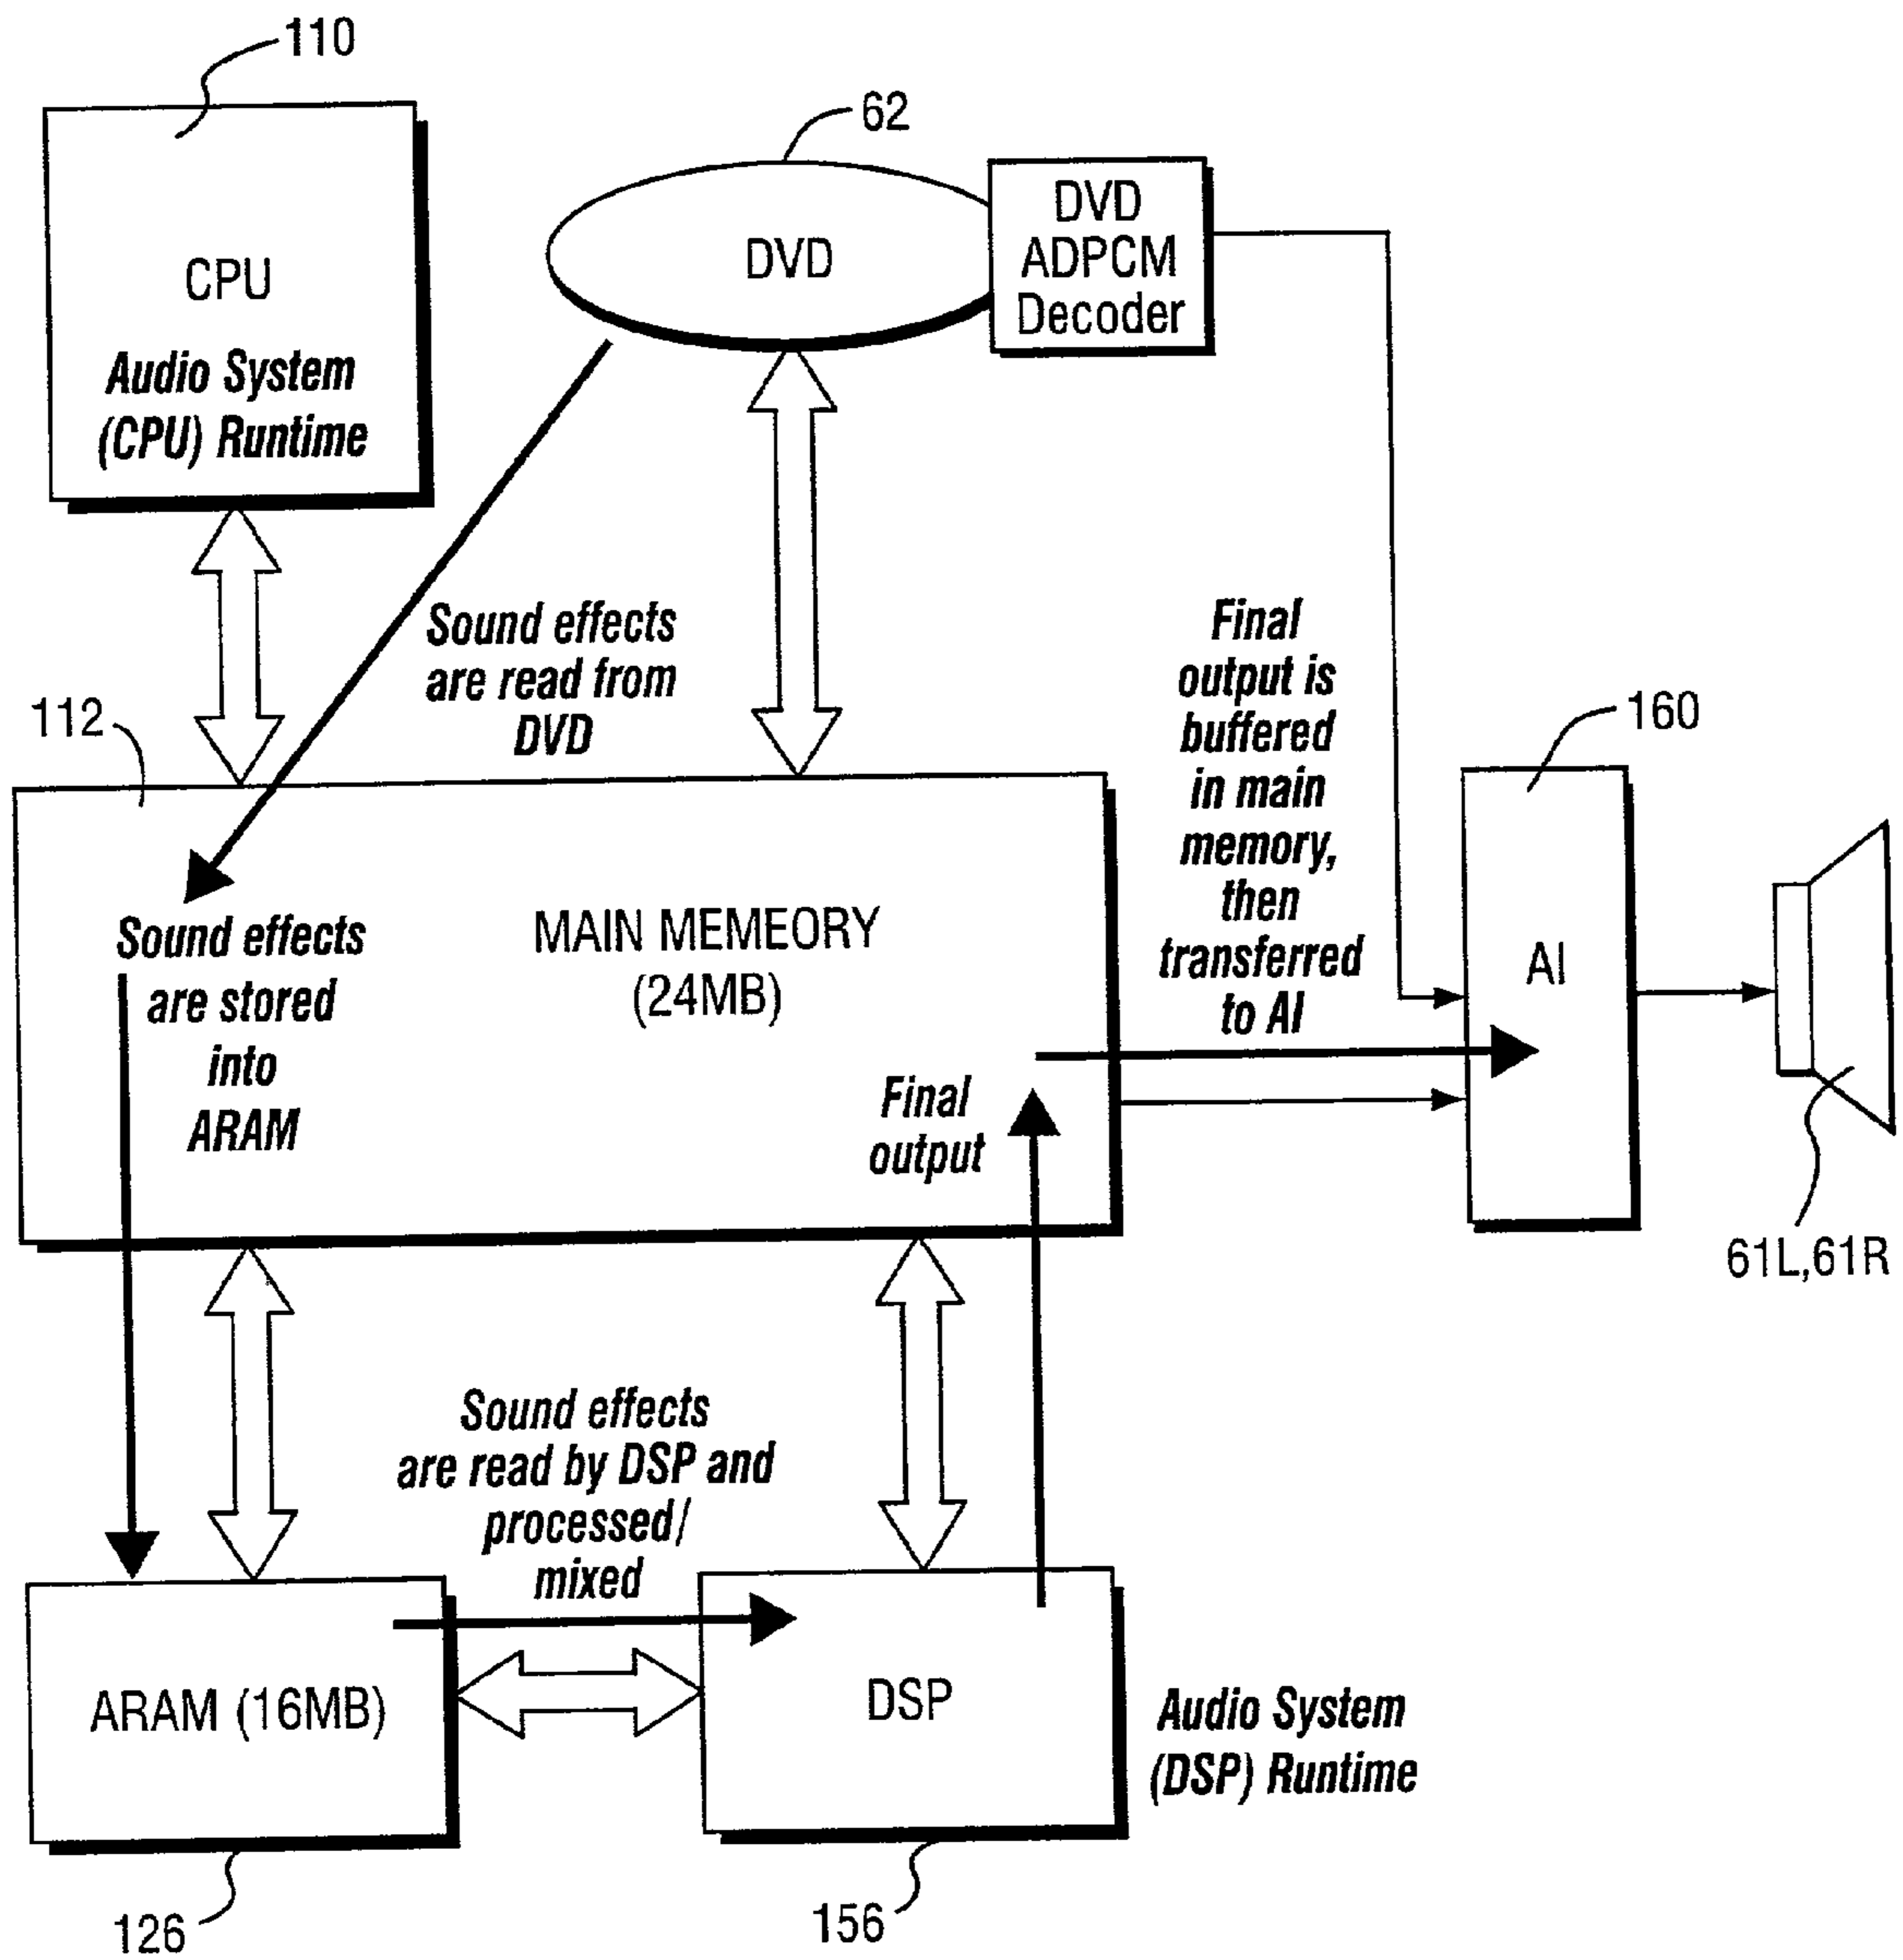 110
CPU
Audio System
(CPU) Runtime
62
DVD
DVD
ADPCM
Decoder
Sound effects
are read from
DVD
Final
output is
buffered
in main
memory,
then
transferred
to AI
112
160
Sound effects
are stored
into
ARAM
MAIN MEMEORY
(24MB)
Final
output
AI
61L,61R
Sound effects
are read by DSP and
processed/
mixed
ARAM (16MB)
DSP
Audio System
(DSP) Runtime
126
156